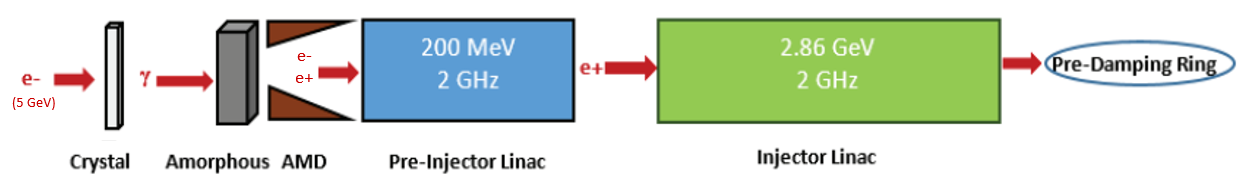 e-
(5 GeV)
γ
e-
e+
200 MeV
2 GHz
e+
2.86 GeV
2 GHz
Pre-Damping Ring
Crystal
Amorphous
AMD
Pre-Injector Linac
Injector Linac